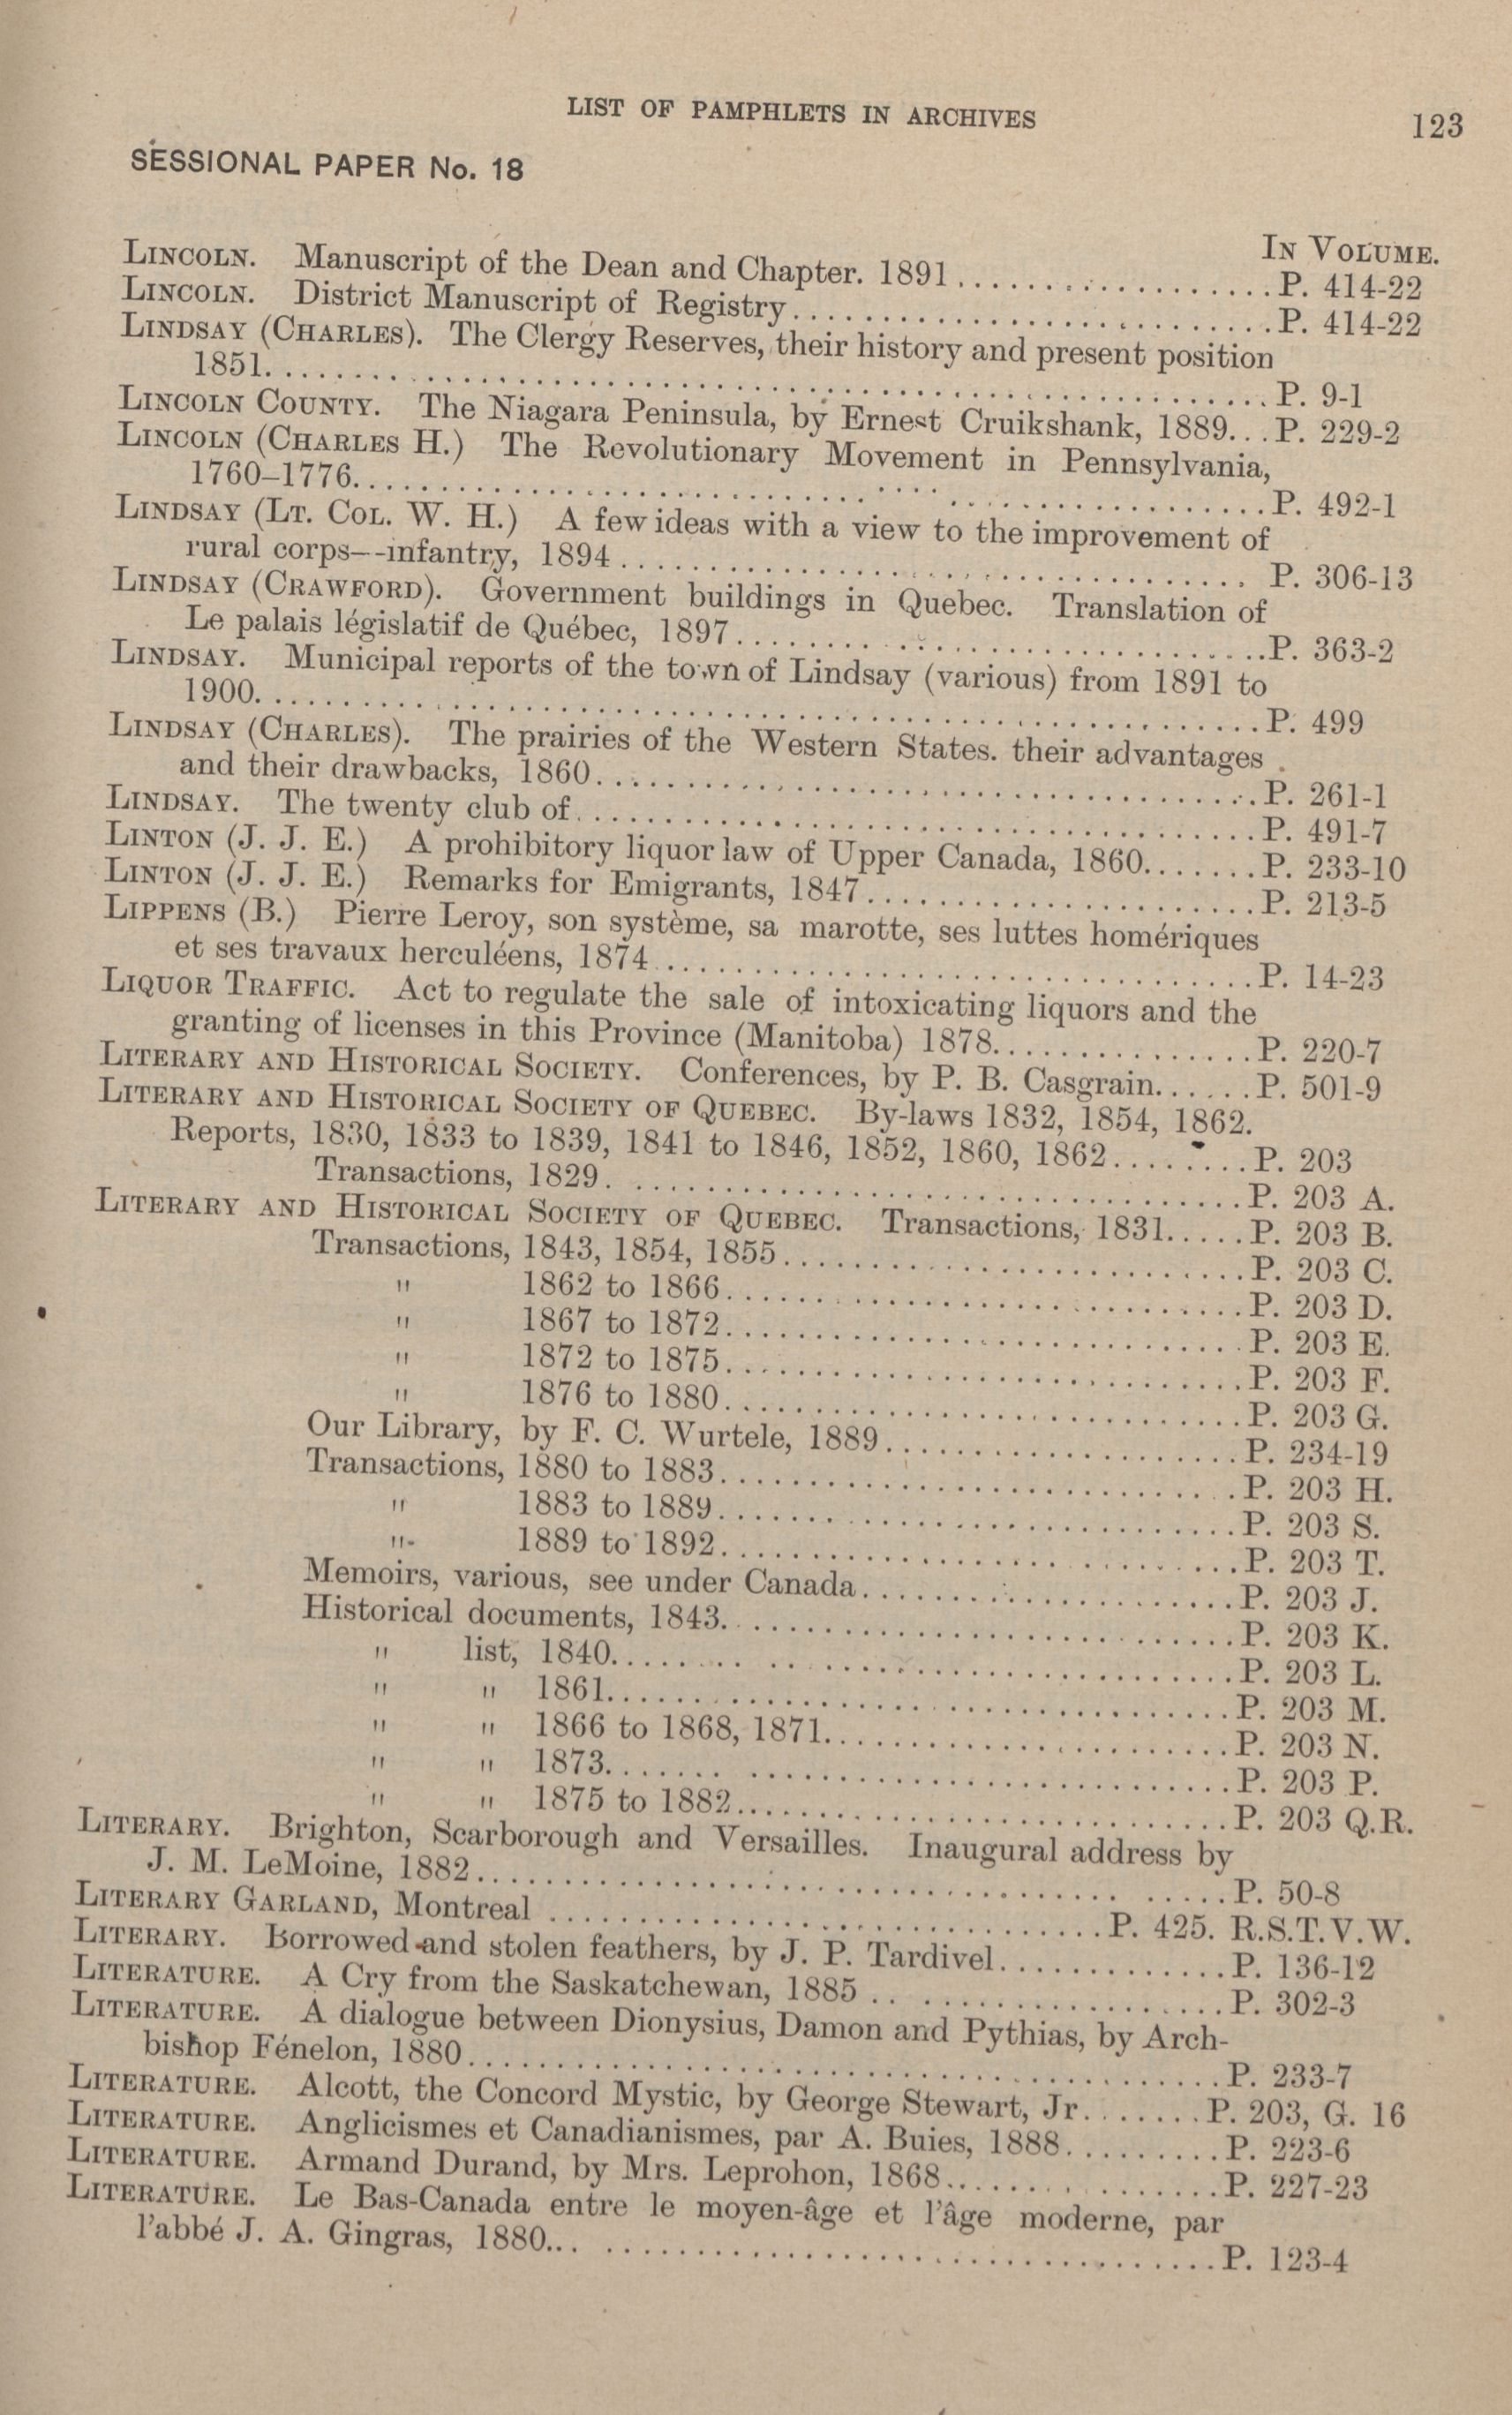 LIST OF PAMPHLETS IN ARCHIVES 123
SESSIONAL PAPER No. 18
IN VOLUME.
LINCOLN. Manuscript of the Dean and Chapter. 1891..................P. 414-22
LINCOLN. District Manuscript of Registry...........................P. 414-22
LINDSAY (CHARLES). The Clergy Reserves, their history and present position
1851.......................................................P. 9-1
LINCOLN COUNTY. The Niagara Peninsula, by Ernest Cruikshank, 1889...P. 229-2
LINCOLN (CHARLES H.) The Revolutionary Movement in Pennsylvania,
1760–1776..................................................P. 492-1
LINDSAY (LT. COL. W. H.) A few ideas with a view to the improvement of
rural corps--infantry, 1894................................... P. 306-13
LINDSAY (CRAWFORD). Government buildings in Quebec. Translation of
Le palais législatif de Québec, 1897..............................P. 363-2
LINDSAY. Municipal reports of the town of Lindsay (various) from 1891 to
1900.......................................................P. 499
LINDSAY (CHARLES). The prairies of the Western States. their advantages
and their drawbacks, 1860.....................................P. 261-1
LINDSAY. The twenty club of......................................P. 491-7
LINTON (J. J. E.) A prohibitory liquor law of Upper Canada, 1860.......P. 233-10
LINTON (J. J. E.) Remarks for Emigrants, 1847......................P. 213-5
LIPPENS (B.) Pierre Leroy, son système, sa marotte, ses luttes homériques
et ses travaux herculéens, 1874.................................P. 14-23
LIQUOR TRAFFIC. Act to regulate the sale of intoxicating liquors and the
granting of licenses in this Province (Manitoba) 1878...............P. 220-7
LITERARY AND HISTORICAL SOCIETY. Conferences, by P. B. Casgrain......P. 501-9
LITERARY AND HISTORICAL SOCIETY OF QUEBEC. By-laws 1832, 1854, 1862.
Reports, 1830, 1833 to 1839, 1841 to 1846, 1852, 1860, 1862........P. 203
Transactions, 1829....................................P. 203 A.
LITERARY AND HISTORICAL SOCIETY OF QUEBEC. Transactions, 1831.....P. 203 B.
Transactions, 1843, 1854, 1855..........................P. 203 C.
" 1862 to 1866.............................P. 203 D.
" 1867 to 1872.............................P. 203 E.
" 1872 to 1875.............................P. 203 F.
" 1876 to 1880.............................P. 203 G.
Our Library, by F. C. Wurtele, 1889....................P. 234-19
Transactions, 1880 to 1883.............................P. 203 H.
" 1883 to 1889.............................P. 203 S.
" 1889 to 1892.............................P. 203 T.
Memoirs, various, see under Canada.....................P. 203 J.
Historical documents, 1843.............................P. 203 K.
" list, 1840...................................P. 203 L.
" " 1861...................................P. 203 M.
" " 1866 to 1868, 1871.......................P. 203 N.
" " 1873...................................P. 203 P.
" " 1875 to 1882............................P. 203 Q.R.
LITERARY. Brighton, Scarborough and Versailles. Inaugural address by
J. M. LeMoine, 1882..........................................P. 50-8
LITERARY GARLAND, Montreal ...............................P. 425. R.S.T.V.W.
LITERARY. Borrowed and stolen feathers, by J. P. Tardivel.............P. 136-12
LITERATURE. A Cry from the Saskatchewan, 1885 ....................P. 302-3
LITERATURE. A dialogue between Dionysius, Damon and Pythias, by Arch-
bishop Fénelon, 1880..........................................P. 233-7
LITERATURE. Alcott, the Concord Mystic, by George Stewart, Jr.......P. 203, G. 16
LITERATURE. Anglicismes et Canadianismes, par A. Buies, 1888.........P. 223-6
LITERATURE. Armand Durand, by Mrs. Leprohon, 1868................P. 227-23
LITERATURE. Le Bas-Canada entre le moyen-âge et l'âge moderne, par
l'abbé J. A. Gingras, 1880.....................................P. 123-4